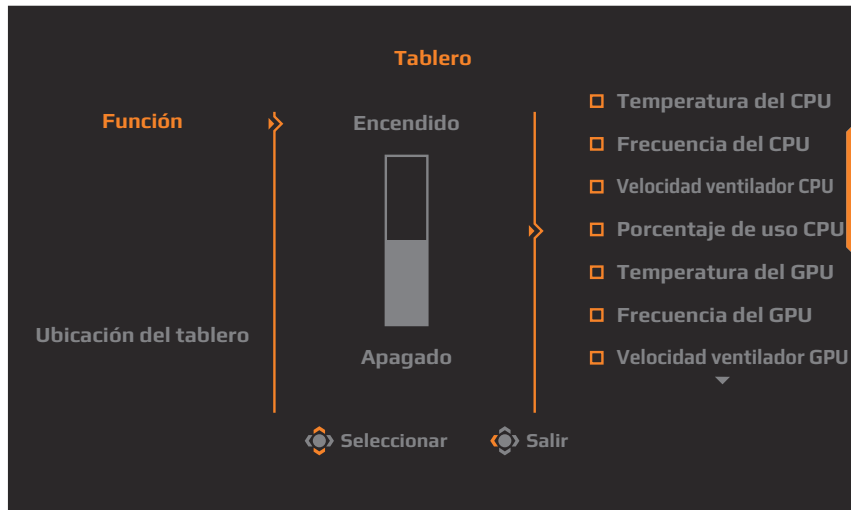 Tablero
Función
Encendido
Apagado
Ubicación del tablero
Temperatura del CPU
Frecuencia del CPU
Velocidad ventilador CPU
Porcentaje de uso CPU
Temperatura del GPU
Frecuencia del GPU
Velocidad ventilador GPU
Seleccionar
Salir